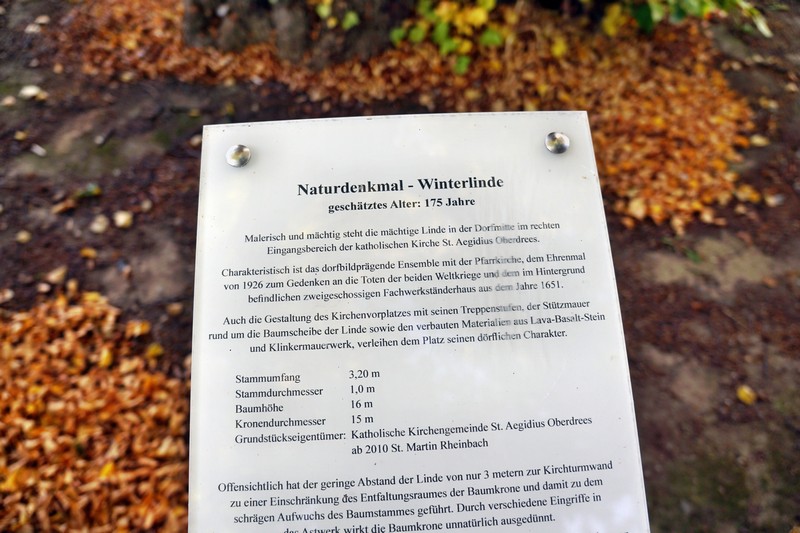 Naturdenkmal - Winterlinde
geschätztes Alter: 175 Jahre
Malerisch und mächtig steht die mächtige Linde in der Dorfmitte im rechten
Eingangsbereich der katholischen Kirche St. Aegidius Oberdrees.
Charakteristisch ist das dorfbildprägende Ensemble mit der Pfarrkirche, dem Ehrenmal
von 1926 zum Gedenken an die Toten der beiden Weltkriege und dem im Hintergrund
befindlichen zweigeschossigen Fachwerkständerhaus aus dem Jahre 1651.
Auch die Gestaltung des Kirchenvorplatzes mit seinen Treppenstufen, der Stützmauer
rund um die Baumscheibe der Linde sowie den verbauten Materialien aus Lava-Basalt-Stein
und Klinkermauerwerk, verleihen dem Platz seinen dörflichen Charakter.
Stammumfang 3,20 m
Stammdurchmesser 1,0 m
Baumhöhe 16 m
Kronendurchmesser 15 m
Grundstückseigentümer: Katholische Kirchengemeinde St. Aegidius Oberdrees
ab 2010 St. Martin Rheinbach
Offensichtlich hat der geringe Abstand der Linde von nur 3 metern zur Kirchturmwand
zu einer Einschränkung des Entfaltungsraumes der Baumkrone und damit zu dem
schrägen Aufwuchs des Baumstammes geführt. Durch verschiedene Eingriffe in
das Astwerk wirkt die Baumkrone unnatürlich ausgedünnt.